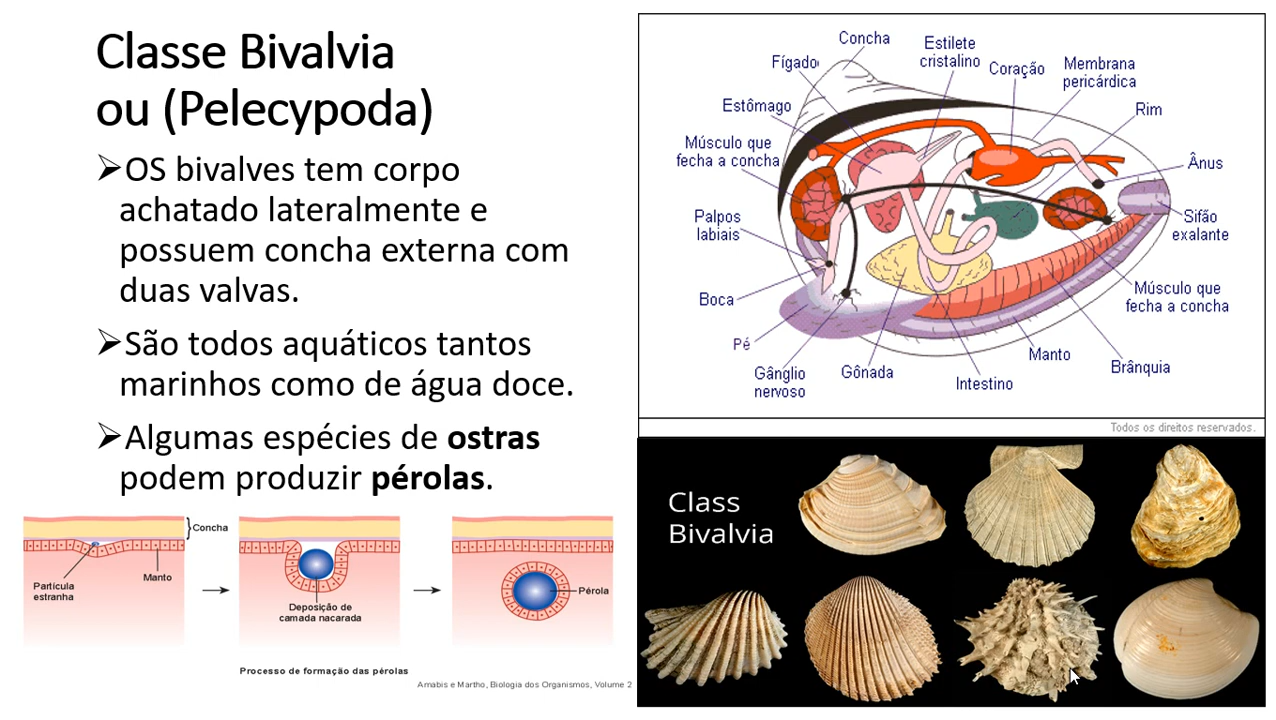 Classe Bivalvia
ou (Pelecypoda)
➢OS bivalves tem corpo
achatado lateralmente e
possuem concha externa com
duas valvas.
➢São todos aquáticos tantos
marinhos como de água doce.
➢Algumas espécies de ostras
podem produzir pérolas.
Concha
Partícula
estranha
Manto
Deposição de
camada nacarada
Pérola
Processo de formação das pérolas
Amabis e Martho, Biologia dos Organismos, Volume 2
Concha
Estilete
cristalino
Fígado
Coração
Membrana
pericárdica
Estômago
Rim
Músculo que
fecha a concha
Ânus
Palpos
labiais
Sifão
exalante
Boca
Músculo que
fecha a concha
Pé
Manto
Brânquia
Gânglio
nervoso
Gônada
Intestino
Todos os direitos reservados.
Class
Bivalvia